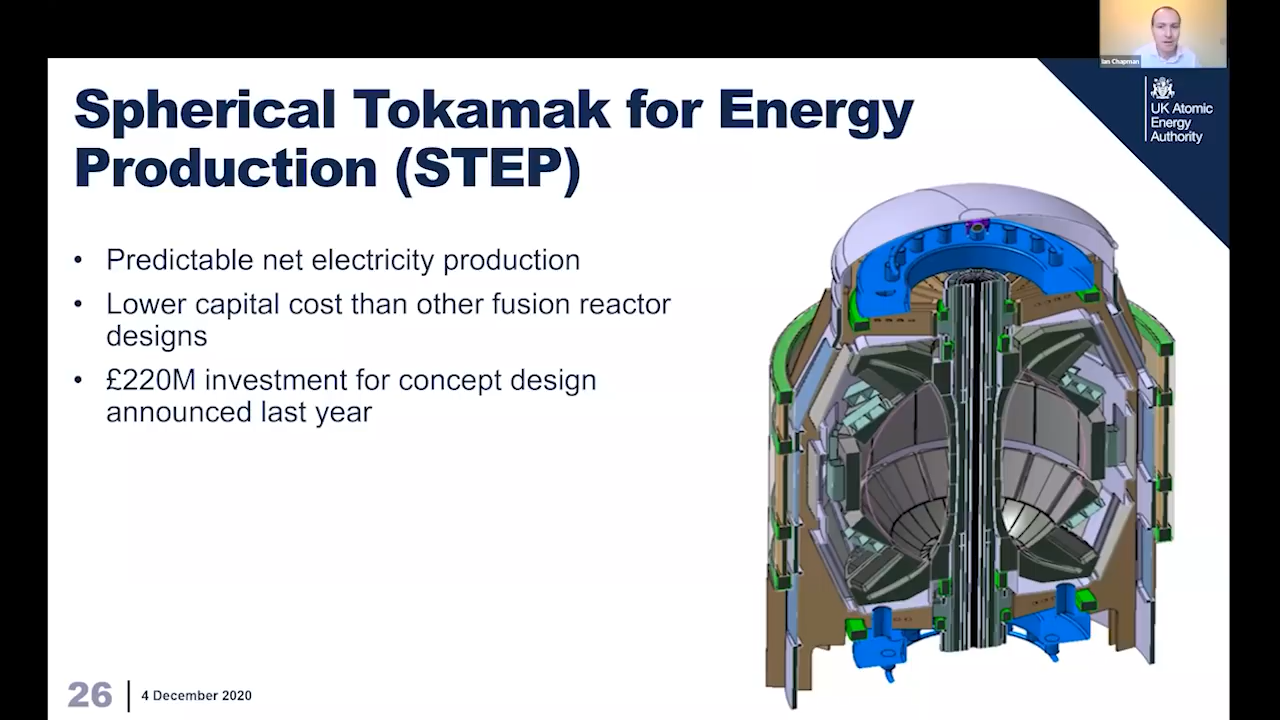 Ian Chapman
UK Atomic
Energy
Authority
Spherical Tokamak for Energy
Production (STEP)
• Predictable net electricity production
• Lower capital cost than other fusion reactor
designs
• £220M investment for concept design
announced last year
26
4 December 2020